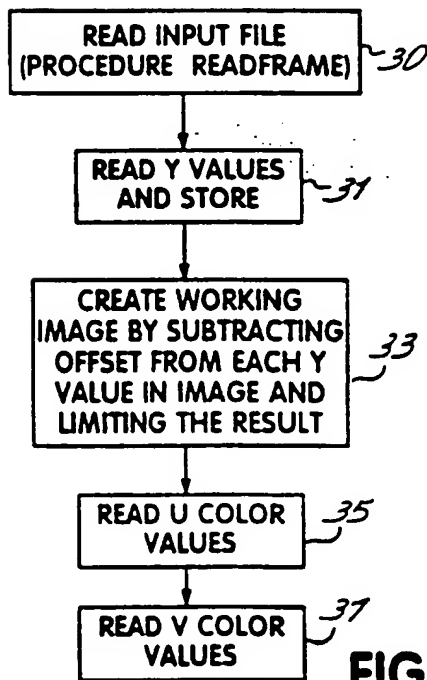 READ INPUT FILE
(PROCEDURE READFRAME)
30
READ Y VALUES
AND STORE
31
CREATE WORKING
IMAGE BY SUBTRACTING
OFFSET FROM EACH Y
VALUE IN IMAGE AND
LIMITING THE RESULT
33
READ U COLOR
VALUES
35
READ V COLOR
VALUES
37
FIG